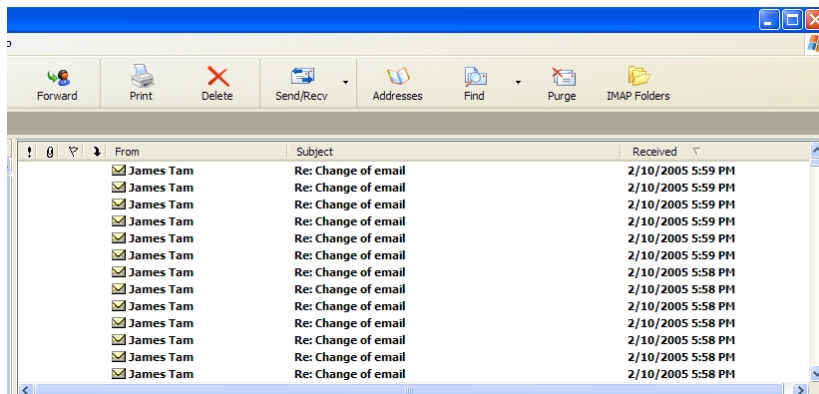 Forward Print Delete Send/Recv Addresses Find Purge IMAP Folders
! From Subject Received
James Tam Re: Change of email 2/10/2005 5:59 PM
James Tam Re: Change of email 2/10/2005 5:59 PM
James Tam Re: Change of email 2/10/2005 5:59 PM
James Tam Re: Change of email 2/10/2005 5:59 PM
James Tam Re: Change of email 2/10/2005 5:59 PM
James Tam Re: Change of email 2/10/2005 5:59 PM
James Tam Re: Change of email 2/10/2005 5:58 PM
James Tam Re: Change of email 2/10/2005 5:58 PM
James Tam Re: Change of email 2/10/2005 5:58 PM
James Tam Re: Change of email 2/10/2005 5:58 PM
James Tam Re: Change of email 2/10/2005 5:58 PM
James Tam Re: Change of email 2/10/2005 5:58 PM
James Tam Re: Change of email 2/10/2005 5:58 PM